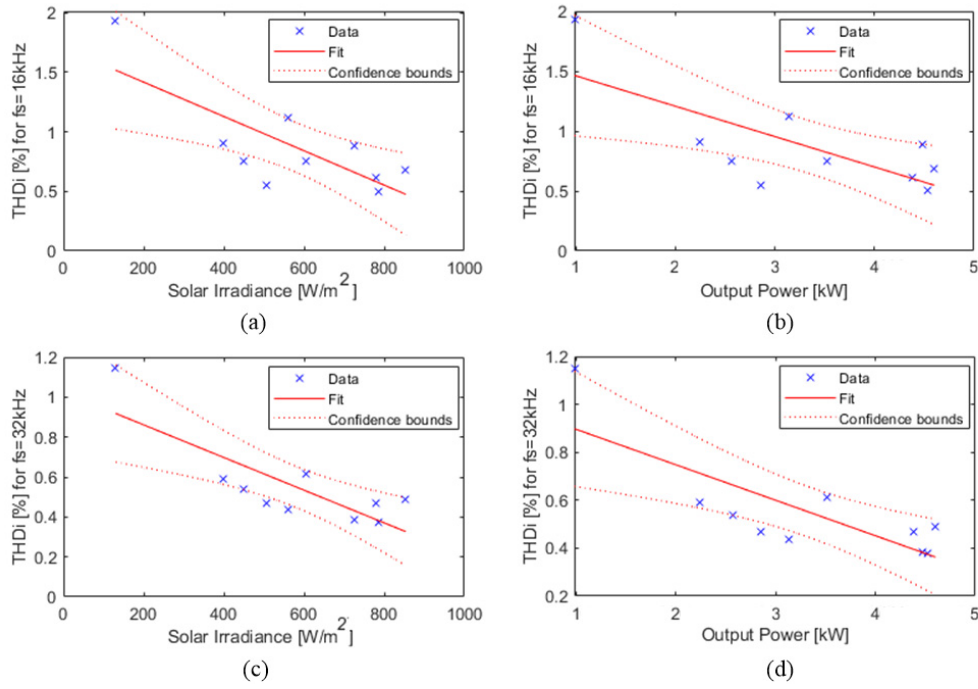 2
1.5
1
0.5
0
0 200 400 600 800 1000
THDi [%] for fs=16kHz
Solar Irradiance [W/m2]
Data
Fit
Confidence bounds
(a)
2
1.5
1
0.5
0
1 2 3 4 5
THDi [%] for fs=16kHz
Output Power [kW]
Data
Fit
Confidence bounds
(b)
1.2
1
0.8
0.6
0.4
0.2
0
0 200 400 600 800 1000
THDi [%] for fs=32kHz
Solar Irradiance [W/m2]
Data
Fit
Confidence bounds
(c)
1.2
1
0.8
0.6
0.4
0.2
1 2 3 4 5
THDi [%] for fs=32kHz
Output Power [kW]
Data
Fit
Confidence bounds
(d)